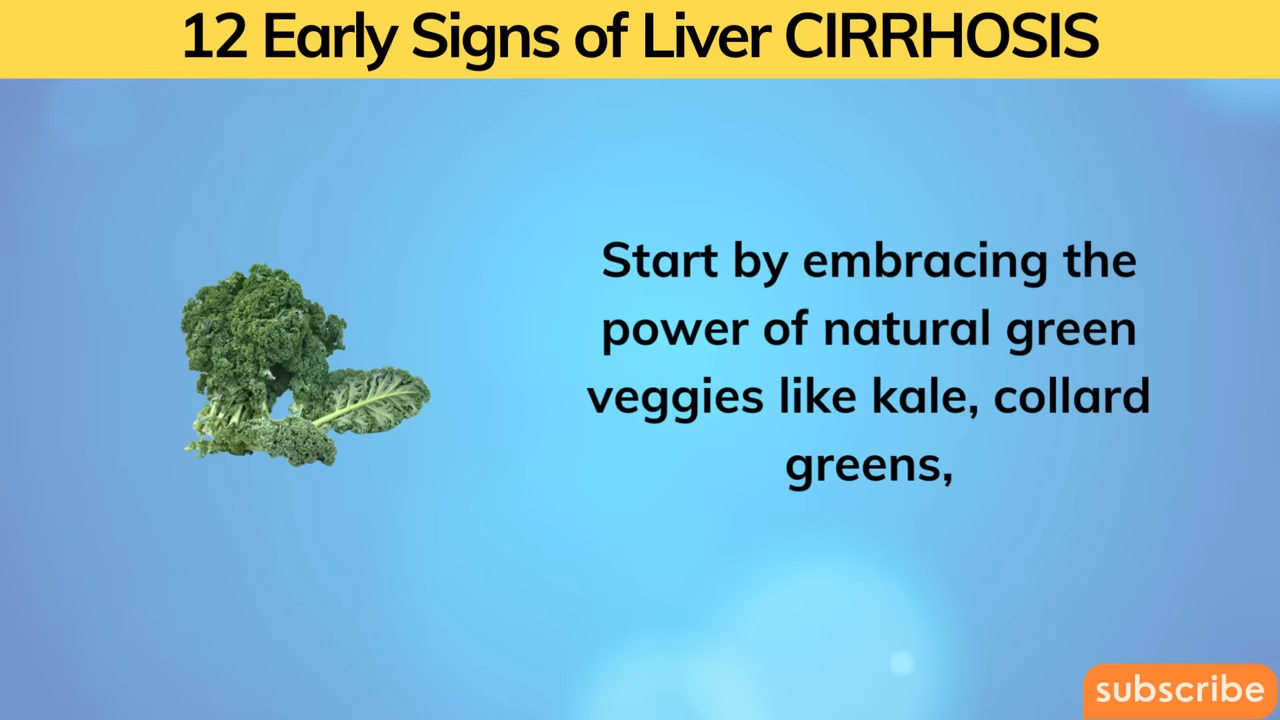 12 Early Signs of Liver CIRRHOSIS
Start by embracing the
power of natural green
veggies like kale, collard
greens,
subscribe